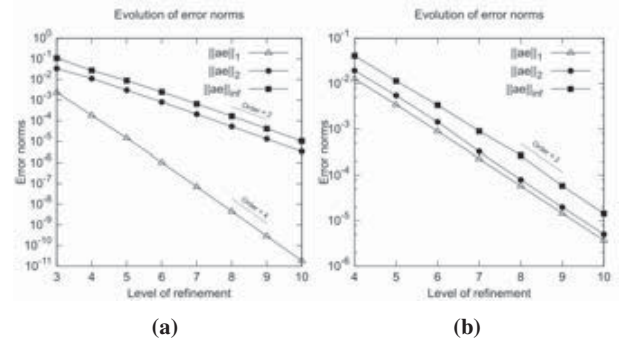 Evolution of error norms
10^0
10^-1
10^-2
10^-3
10^-4
10^-5
10^-6
10^-7
10^-8
10^-9
10^-10
10^-11
Error norms
||ae||_1
||ae||_2
||ae||_inf
Order = 2
Order = 4
3 4 5 6 7 8 9 10
Level of refinement
(a)
Evolution of error norms
10^-1
10^-2
10^-3
10^-4
10^-5
10^-6
Error norms
||ae||_1
||ae||_2
||ae||_inf
Order = 2
4 5 6 7 8 9 10
Level of refinement
(b)